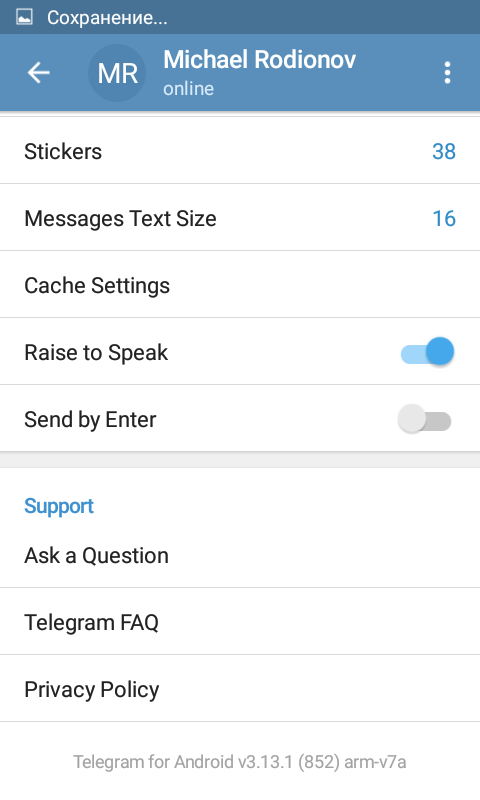 Сохранение...
MR
Michael Rodionov
online
Stickers 38
Messages Text Size 16
Cache Settings
Raise to Speak
Send by Enter
Support
Ask a Question
Telegram FAQ
Privacy Policy
Telegram for Android v3.13.1 (852) arm-v7a